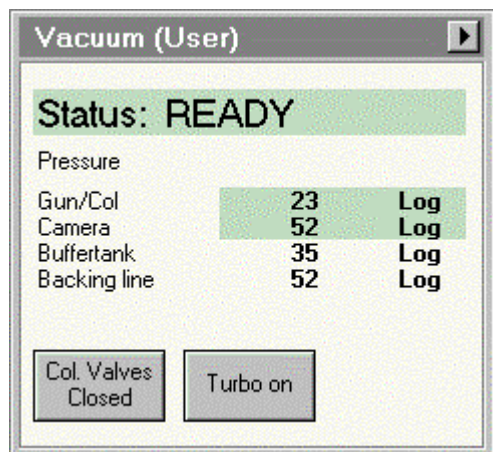 Vacuum (User)
Status: READY
Pressure
Gun/Col 23 Log
Camera 52 Log
Buffertank 35 Log
Backing line 52 Log
Col. Valves
Closed
Turbo on